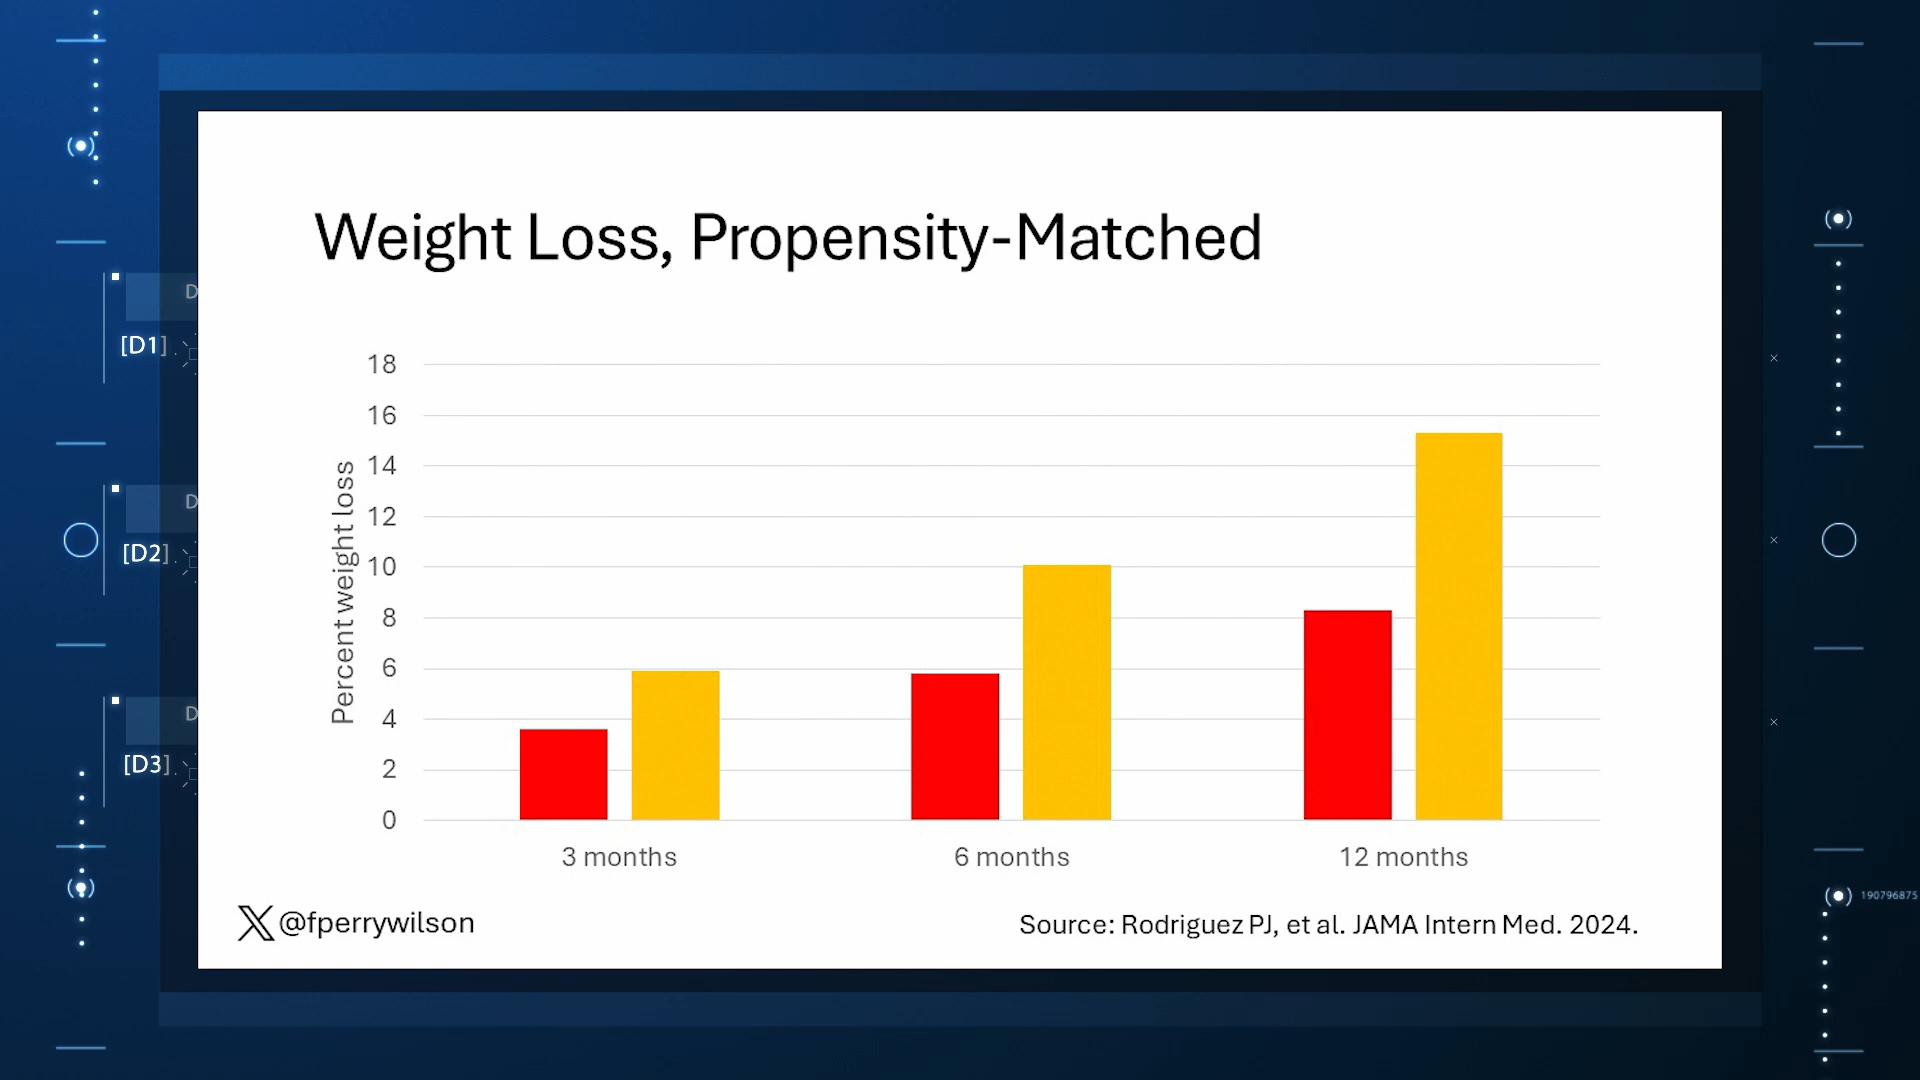 Weight Loss, Propensity-Matched
18
16
14
12
10
8
6
4
2
0
Percent weight loss
3 months
6 months
12 months
@fperrywilson
Source: Rodriguez PJ, et al. JAMA Intern Med. 2024.
D
[D1]
D
[D2]
D
[D3]
190796875